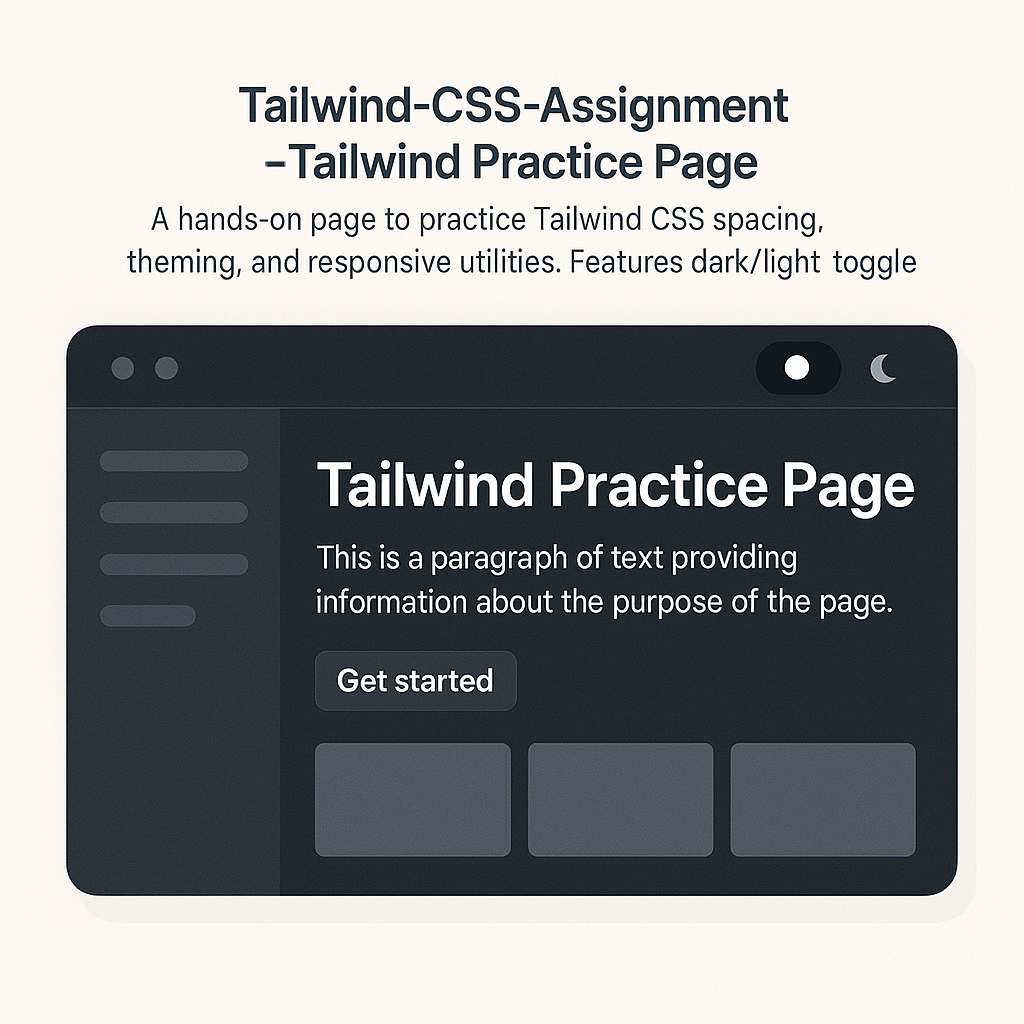 Tailwind-CSS-Assignment
–Tailwind Practice Page
A hands-on page to practice Tailwind CSS spacing,
theming, and responsive utilities. Features dark/light toggle
Tailwind Practice Page
This is a paragraph of text providing
information about the purpose of the page.
Get started